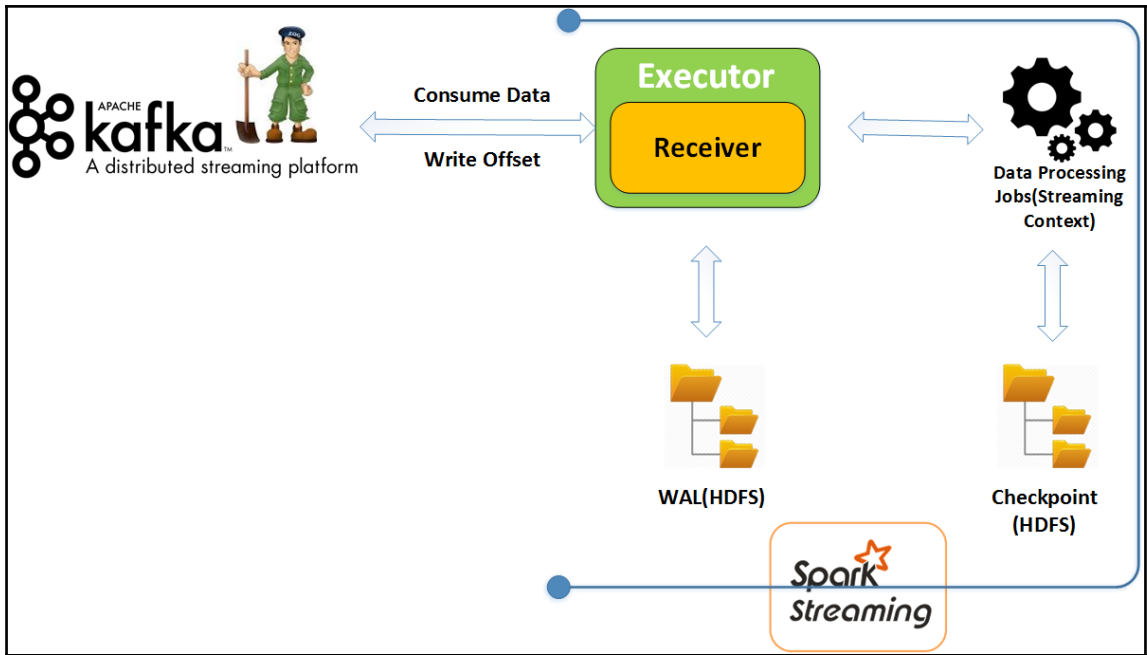 APACHE
kafka™
A distributed streaming platform
Consume Data
Write Offset
Executor
Receiver
Data Processing
Jobs(Streaming
Context)
WAL(HDFS)
Checkpoint
(HDFS)
Spark
Streaming